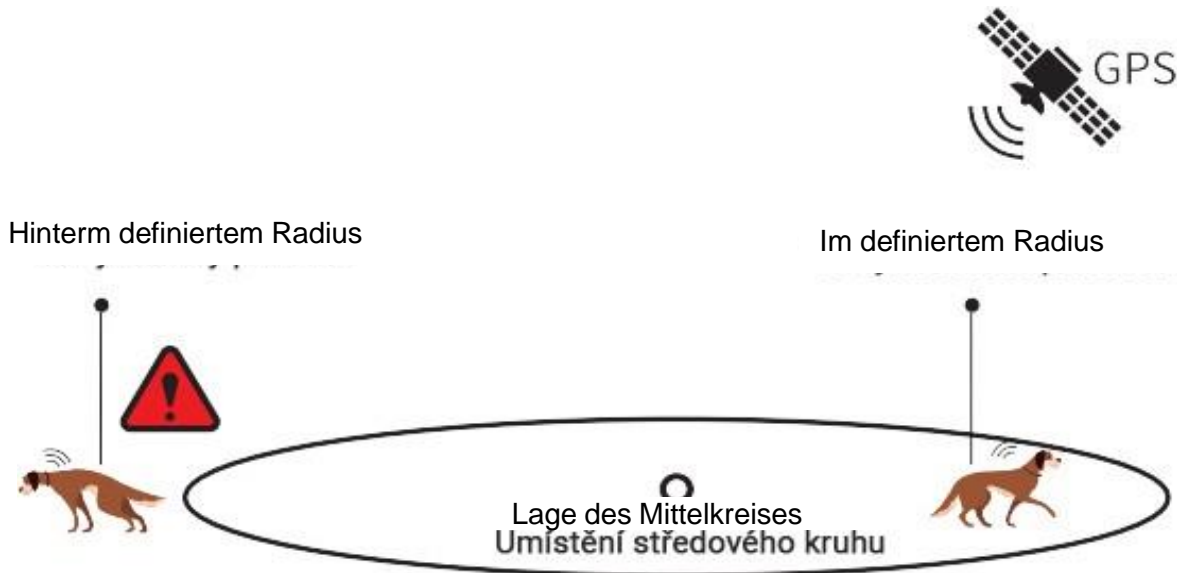 GPS
Hinterm definiertem Radius
Im definiertem Radius
Lage des Mittelkreises
Umístění středového kruhu